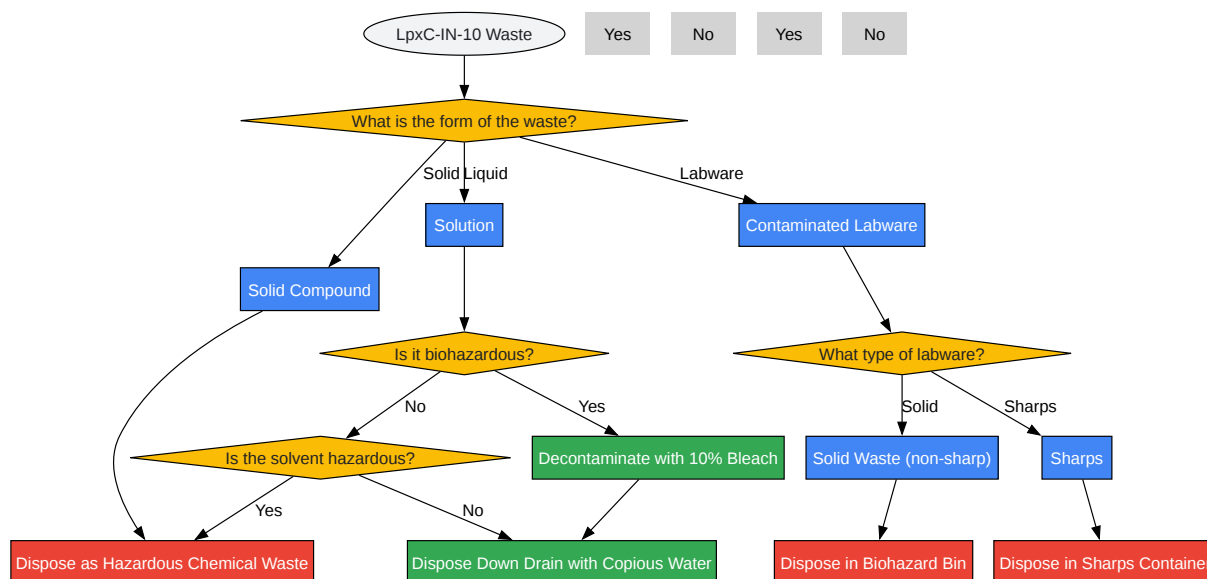 LpxC-IN-10 Waste
Yes
No
Yes
No
What is the form of the waste?
Solid
Liquid
Labware
Solution
Contaminated Labware
Solid Compound
Is it biohazardous?
What type of labware?
No
Yes
Solid
Sharps
Is the solvent hazardous?
Decontaminate with 10% Bleach
Solid Waste (non-sharp)
Sharps
Yes
No
Dispose as Hazardous Chemical Waste
Dispose Down Drain with Copious Water
Dispose in Biohazard Bin
Dispose in Sharps Container